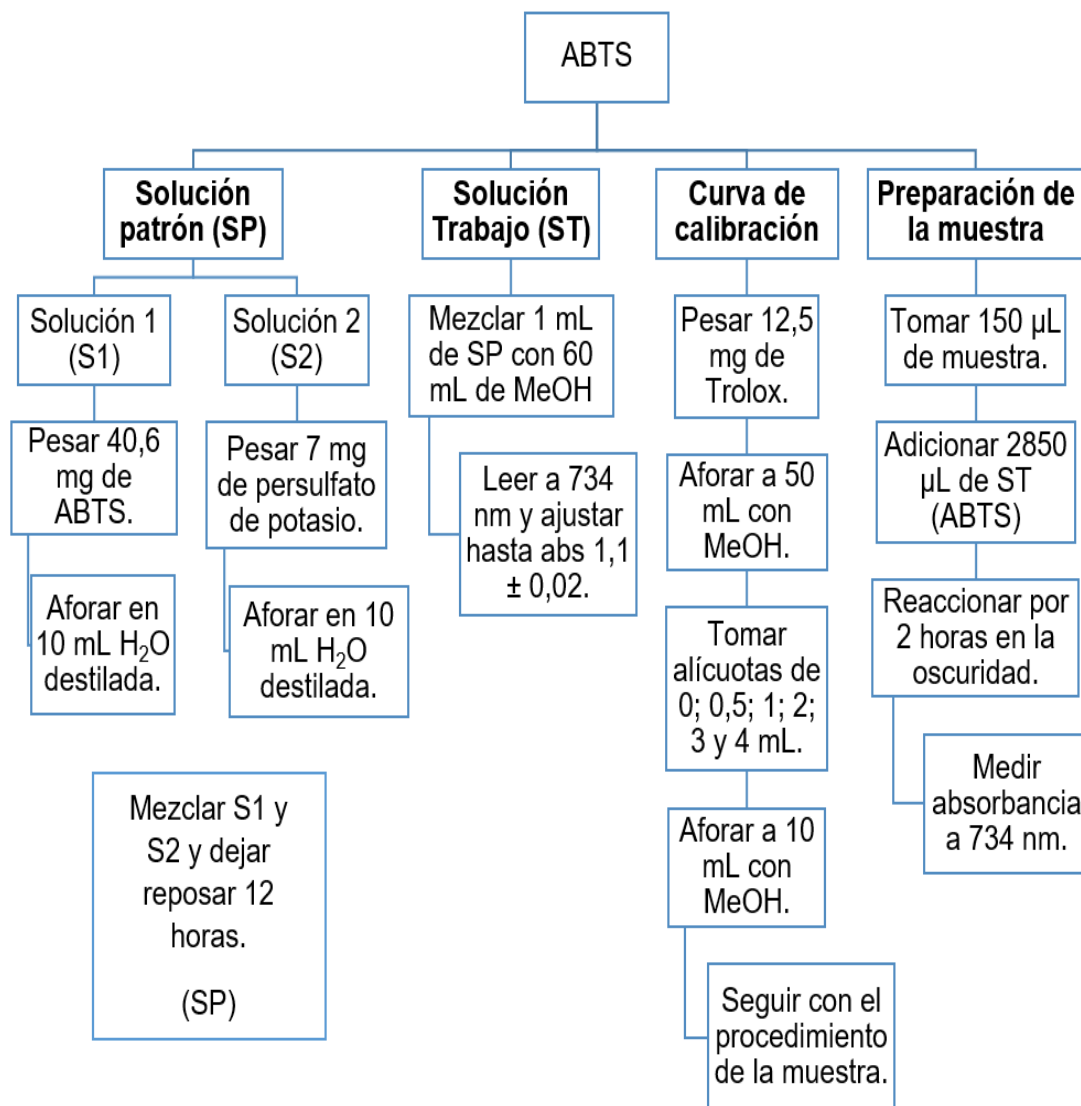 ABTS
Solución
patrón (SP)
Solución 1
(S1)
Pesar 40,6
mg de
ABTS.
Aforar en
10 mL H₂O
destilada.
Solución 2
(S2)
Pesar 7 mg
de persulfato
de potasio.
Aforar en 10
mL H₂O
destilada.
Mezclar S1 y
S2 y dejar
reposar 12
horas.
(SP)
Solución
Trabajo (ST)
Mezclar 1 mL
de SP con 60
mL de MeOH
Leer a 734
nm y ajustar
hasta abs 1,1
± 0,02.
Curva de
calibración
Pesar 12,5
mg de
Trolox.
Aforar a 50
mL con
MeOH.
Tomar
alícuotas de
0; 0,5; 1; 2;
3 y 4 mL.
Aforar a 10
mL con
MeOH.
Seguir con el
procedimiento
de la muestra.
Preparación de
la muestra
Tomar 150 µL
de muestra.
Adicionar 2850
µL de ST
(ABTS)
Reaccionar por
2 horas en la
oscuridad.
Medir
absorbancia
a 734 nm.